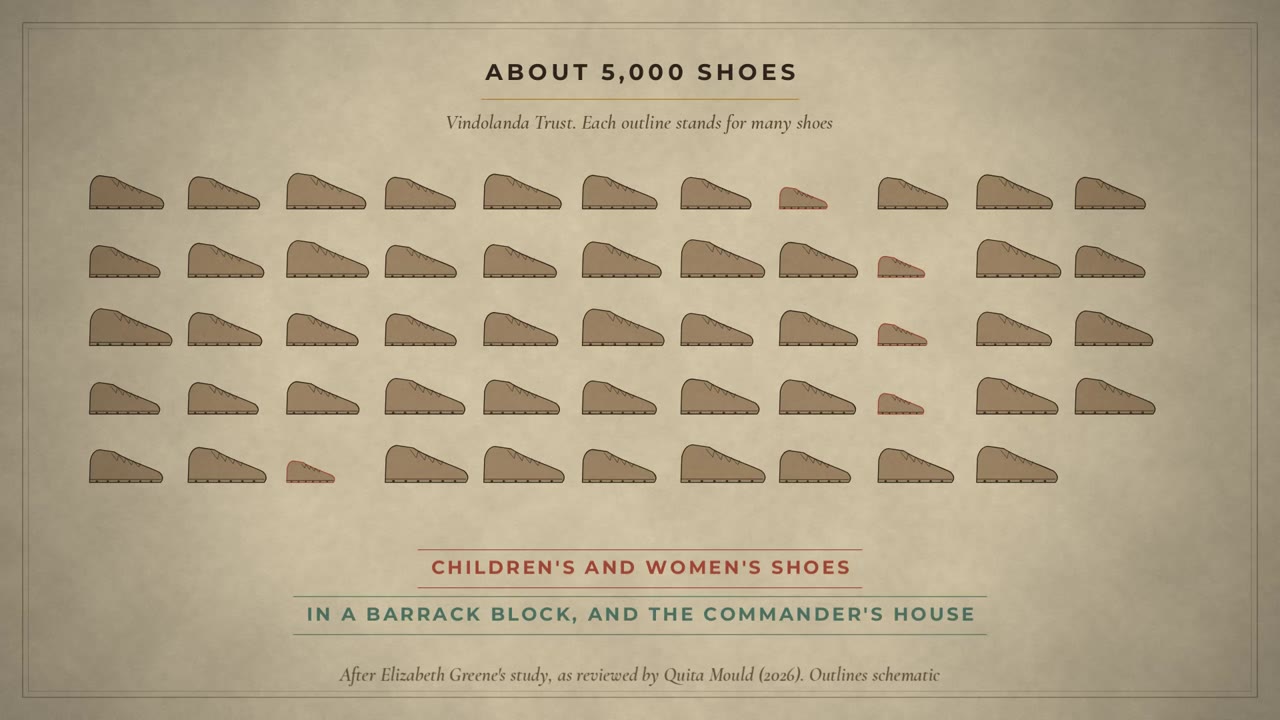 ABOUT 5,000 SHOES
Vindolanda Trust. Each outline stands for many shoes
CHILDREN'S AND WOMEN'S SHOES
IN A BARRACK BLOCK, AND THE COMMANDER'S HOUSE
After Elizabeth Greene's study, as reviewed by Quita Mould (2026). Outlines schematic